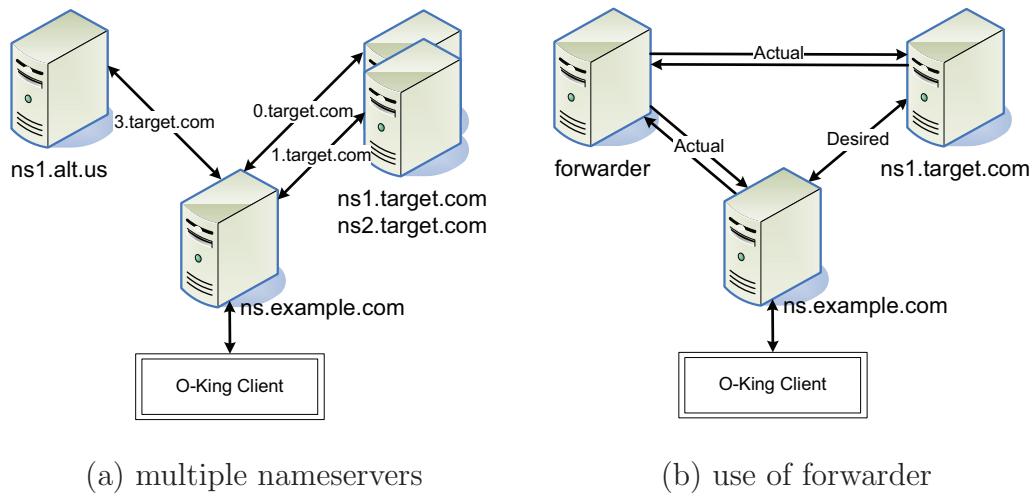 3.target.com
0.target.com
1.target.com
ns1.alt.us
ns1.target.com
ns2.target.com
ns.example.com
O-King Client
(a) multiple nameservers
Actual
Actual
Desired
forwarder
ns1.target.com
ns.example.com
O-King Client
(b) use of forwarder